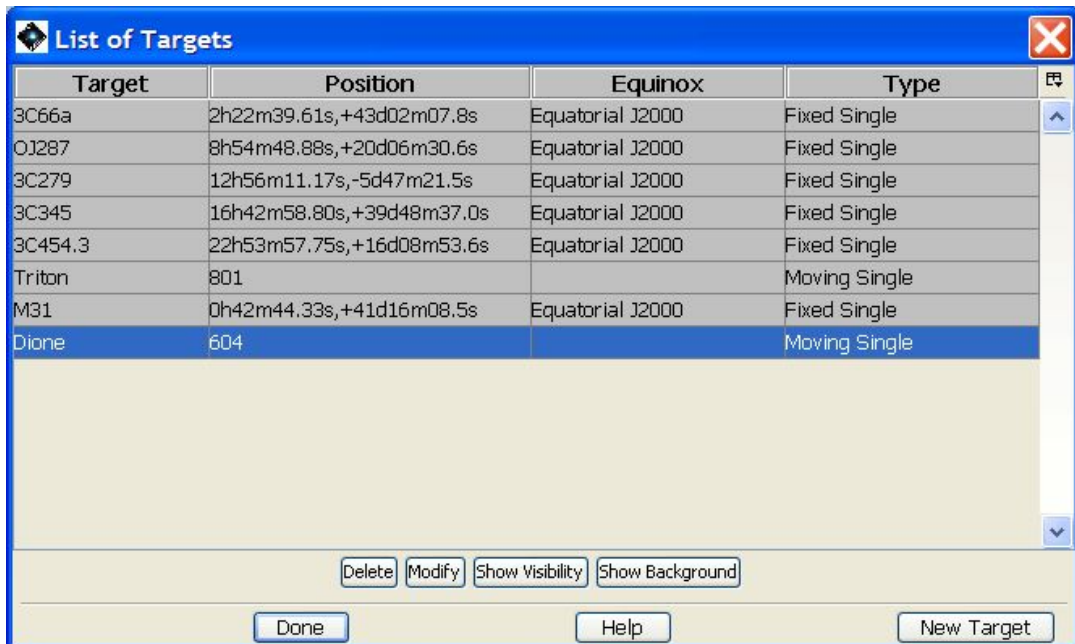 List of Targets
Target Position Equinox Type
3C66a 2h22m39.61s,+43d02m07.8s Equatorial J2000 Fixed Single
OJ287 8h54m48.88s,+20d06m30.6s Equatorial J2000 Fixed Single
3C279 12h56m11.17s,-5d47m21.5s Equatorial J2000 Fixed Single
3C345 16h42m58.80s,+39d48m37.0s Equatorial J2000 Fixed Single
3C454.3 22h53m57.75s,+16d08m53.6s Equatorial J2000 Fixed Single
Triton 801 Moving Single
M31 0h42m44.33s,+41d16m08.5s Equatorial J2000 Fixed Single
Dione 604 Moving Single
Delete Modify Show Visibility Show Background
Done Help New Target